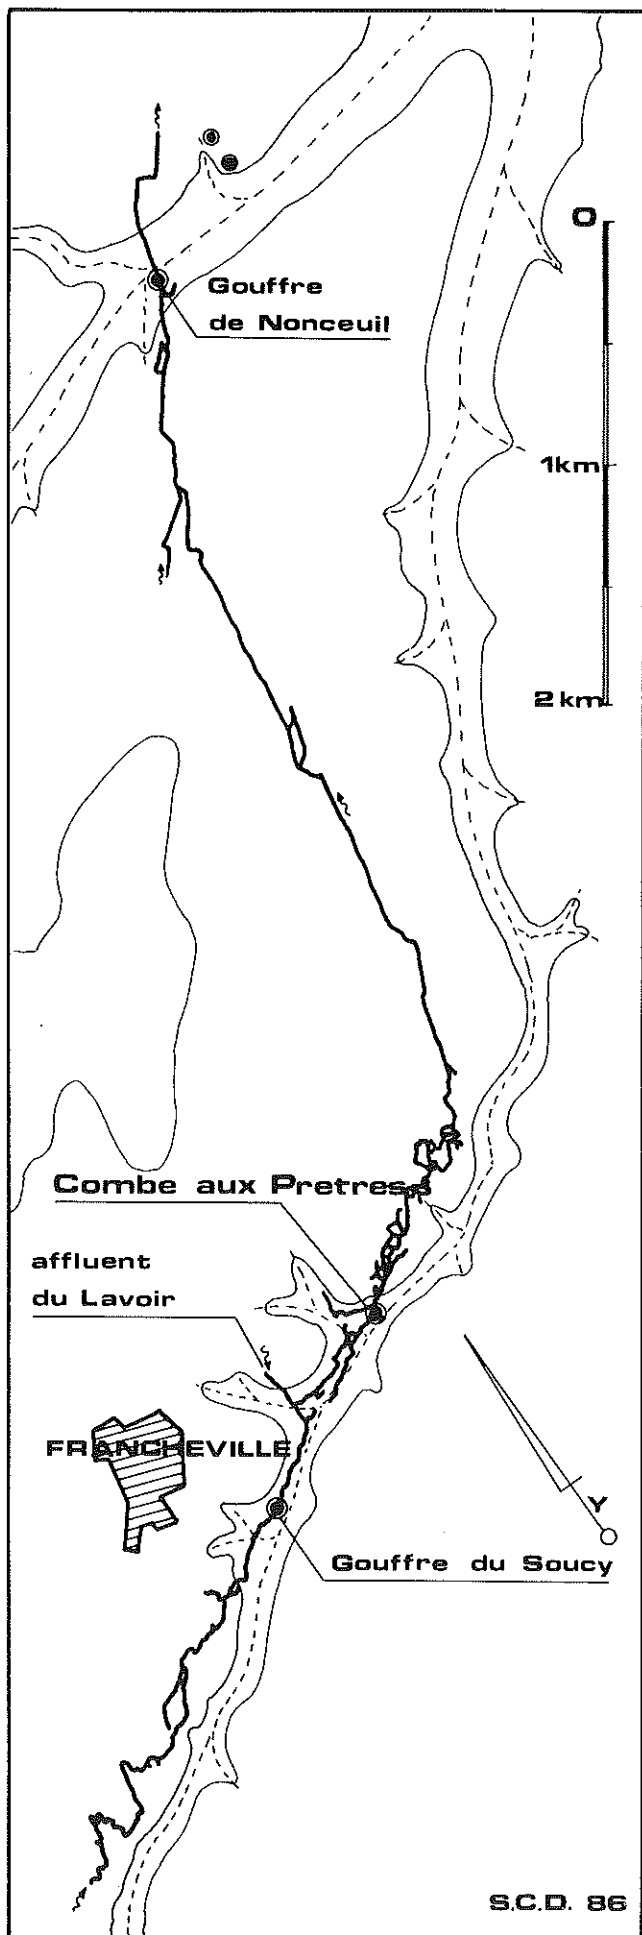 0
Gouffre
de Nonceuil
1km
2 km
Combe aux Pretres
affluent
du Lavoir
FRANCHEVILLE
Y
Gouffre du Soucy
S.C.D. 86